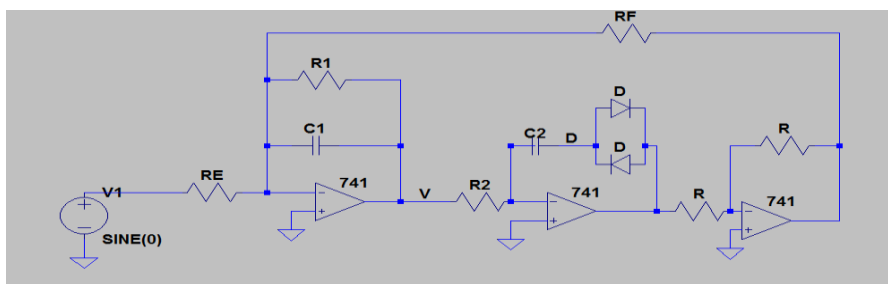 RF
R1
D
C1
C2 D
R
D
V1 RE 741 V R2 741 R 741
SINE(0)